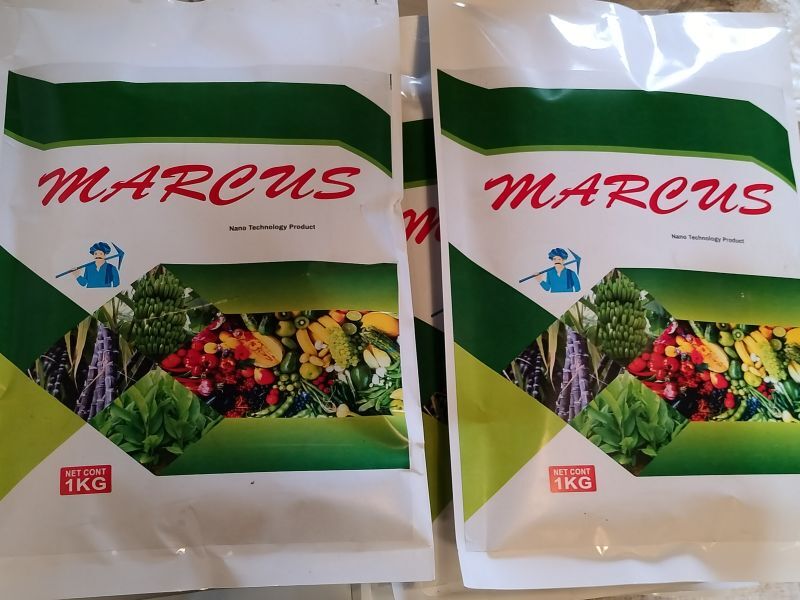 MARCUS
Nano Technology Product
NET CONT
1KG
M
MARCUS
Nano Technology Product
NET CONT
1KG